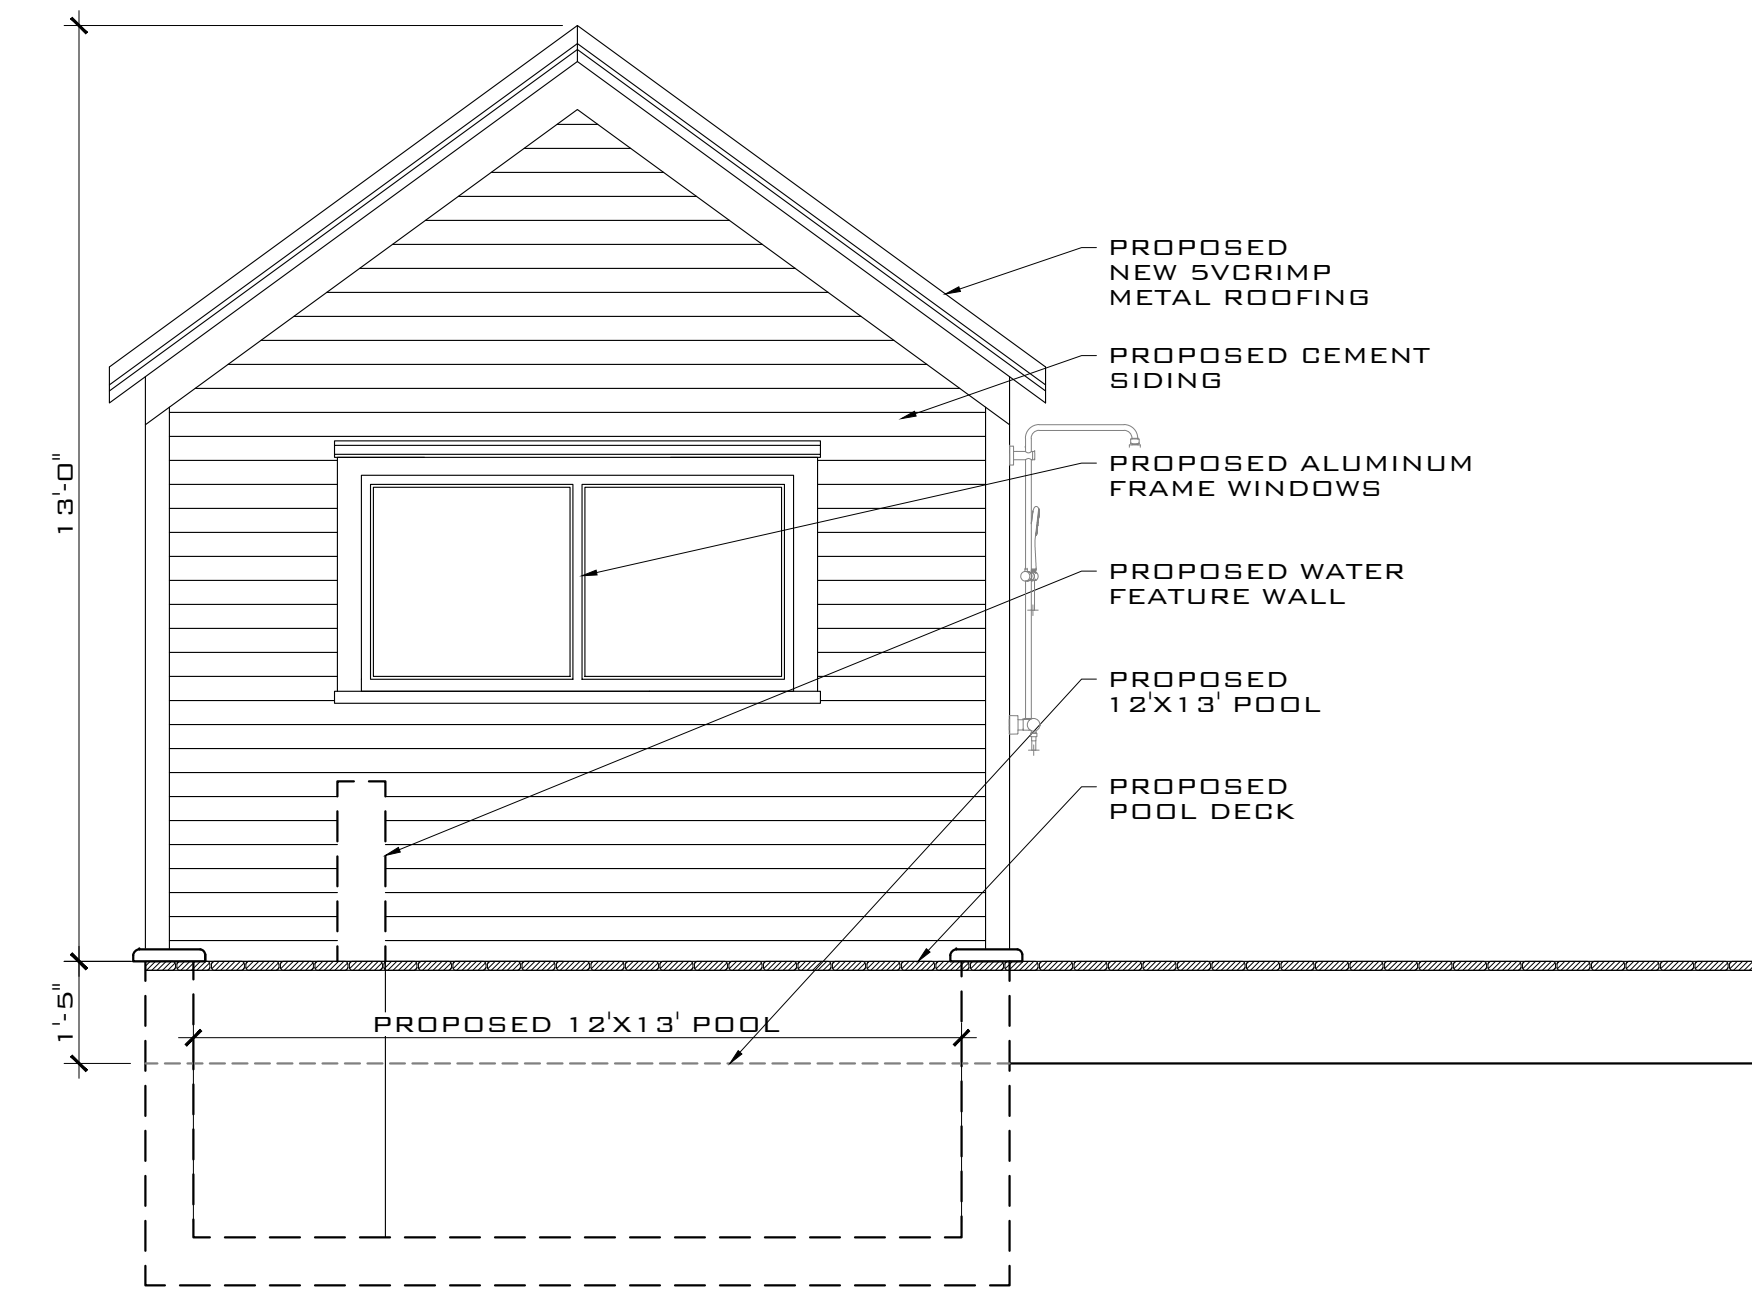 PROPOSED
NEW 5VCRIMP
METAL ROOFING
PROPOSED CEMENT
SIDING
PROPOSED ALUMINUM
FRAME WINDOWS
PROPOSED WATER
FEATURE WALL
PROPOSED
12'X13' POOL
PROPOSED
POOL DECK
13'-0"
1'-5"
PROPOSED 12'X13' POOL